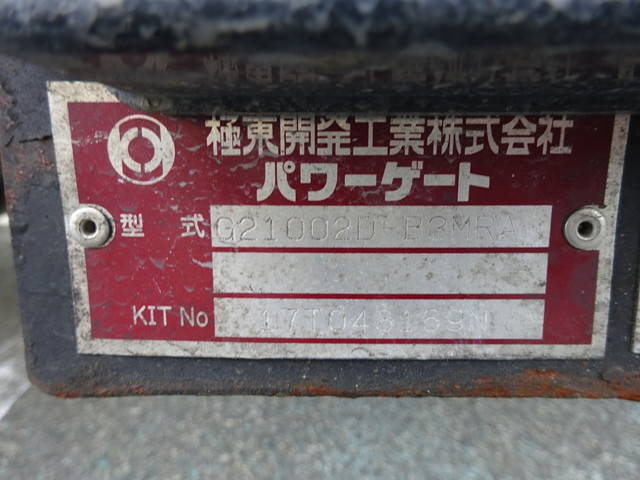 極東開発工業株式会社
パワーゲート
型式 G21002D-B3MRA
KIT No 17T048169N